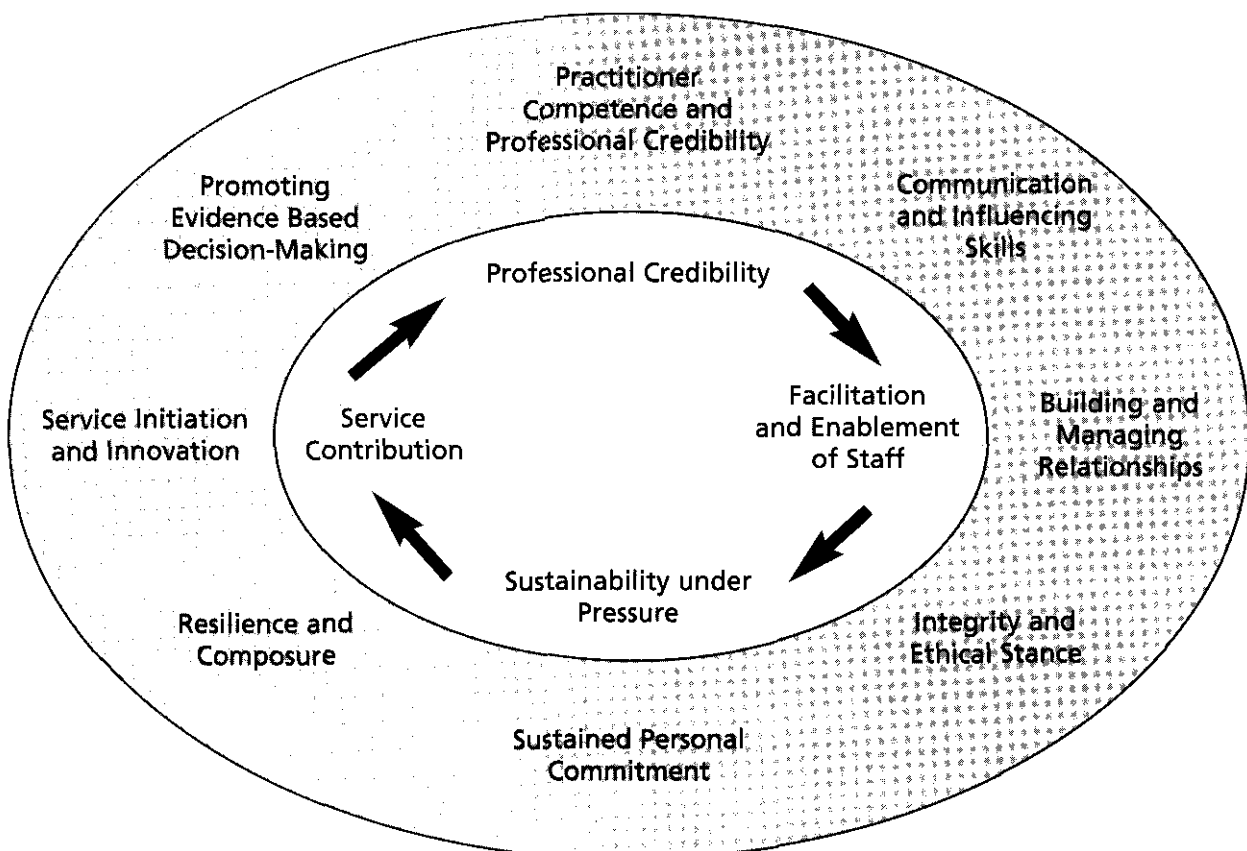 Practitioner
Competence and
Professional Credibility
Promoting
Evidence Based
Decision-Making
Communication
and Influencing
Skills
Professional Credibility
Service Initiation
and Innovation
Service
Contribution
Facilitation
and Enablement
of Staff
Building and
Managing
Relationships
Sustainability under
Pressure
Resilience and
Composure
Integrity and
Ethical Stance
Sustained Personal
Commitment